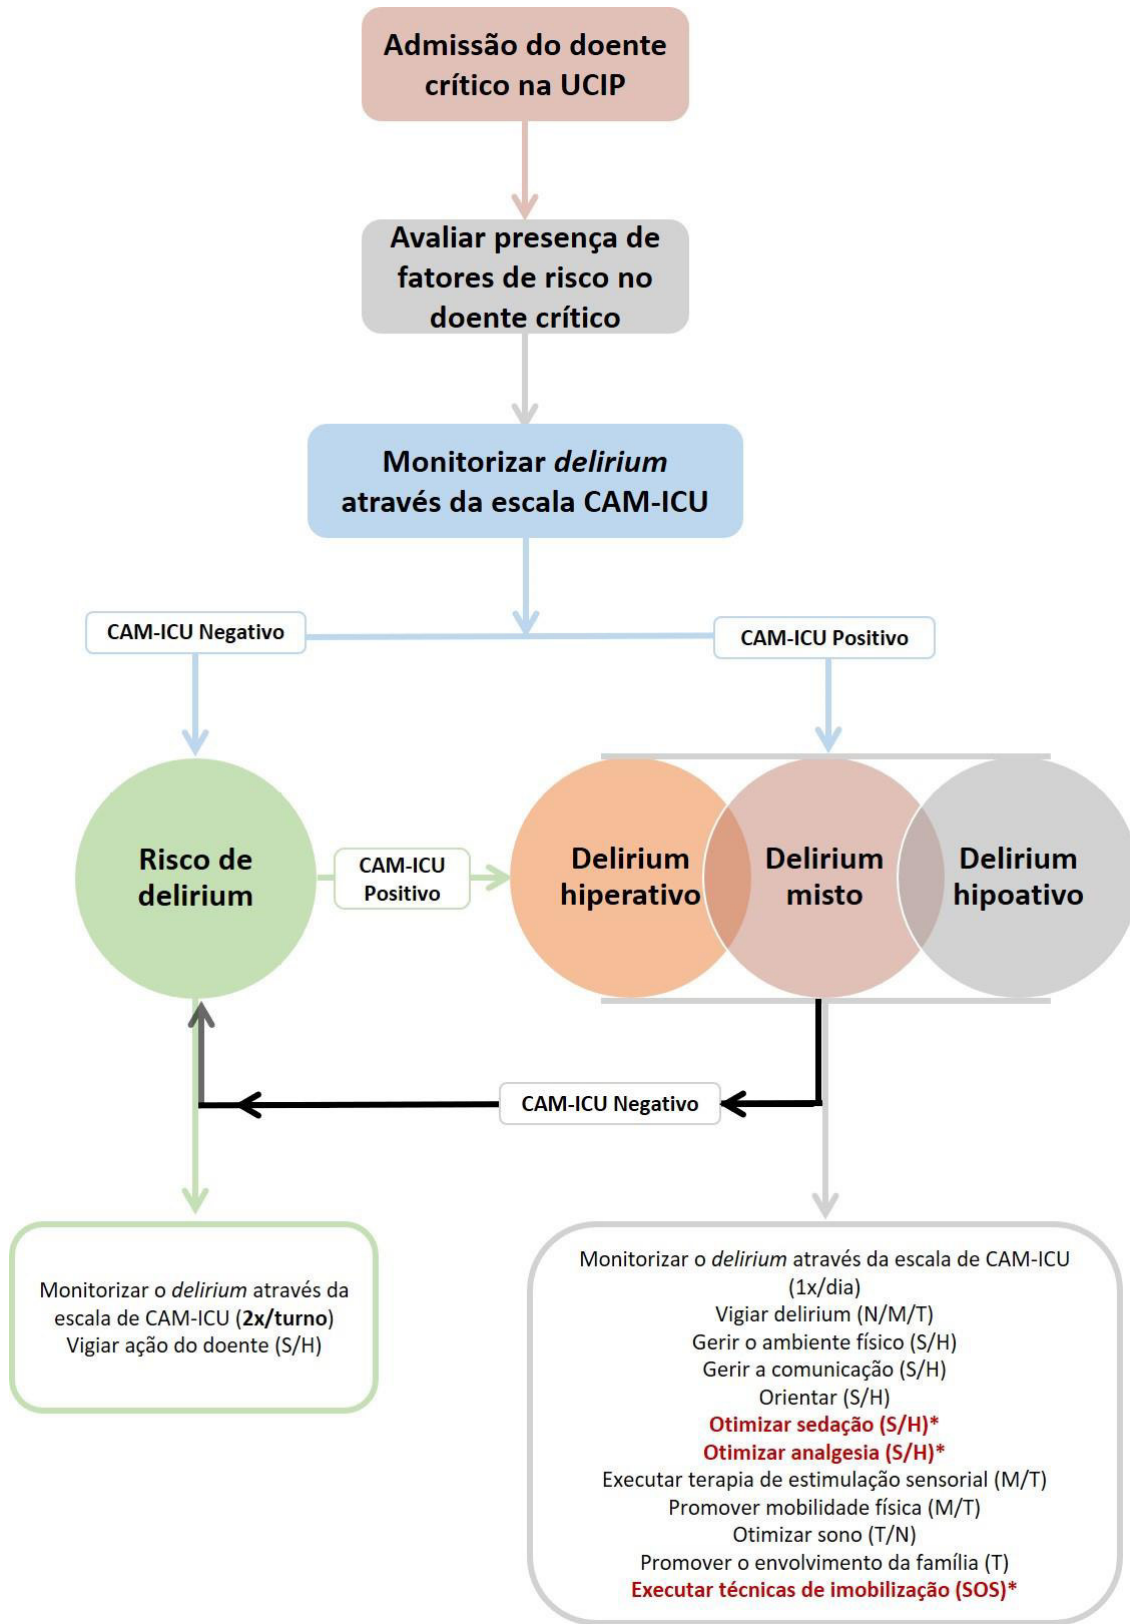 Admissão do doente
crítico na UCIP
Avaliar presença de
fatores de risco no
doente crítico
Monitorizar delirium
através da escala CAM-ICU
CAM-ICU Negativo
CAM-ICU Positivo
Risco de
delirium
CAM-ICU
Positivo
Delirium
hiperativo
Delirium
misto
Delirium
hipoativo
CAM-ICU Negativo
Monitorizar o delirium através da
escala de CAM-ICU (2x/turno)
Vigiar ação do doente (S/H)
Monitorizar o delirium através da escala de CAM-ICU
(1x/dia)
Vigiar delirium (N/M/T)
Gerir o ambiente físico (S/H)
Gerir a comunicação (S/H)
Orientar (S/H)
Otimizar sedação (S/H)*
Otimizar analgesia (S/H)*
Executar terapia de estimulação sensorial (M/T)
Promover mobilidade física (M/T)
Otimizar sono (T/N)
Promover o envolvimento da família (T)
Executar técnicas de imobilização (SOS)*